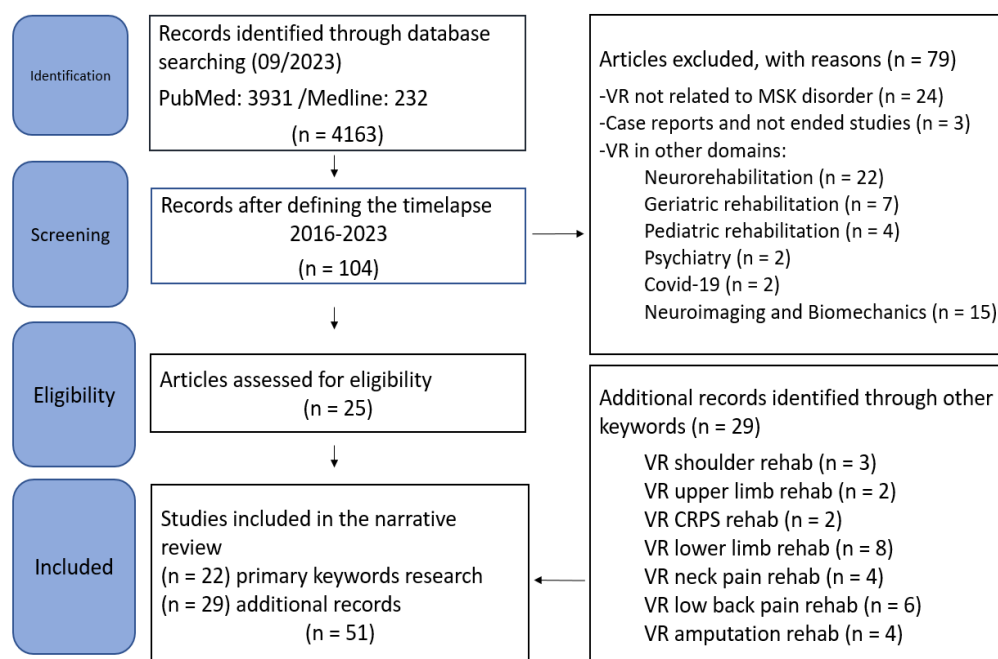 Identification
Records identified through database
searching (09/2023)
PubMed: 3931 /Medline: 232
(n = 4163)
Articles excluded, with reasons (n = 79)
-VR not related to MSK disorder (n = 24)
-Case reports and not ended studies (n = 3)
-VR in other domains:
Neurorehabilitation (n = 22)
Geriatric rehabilitation (n = 7)
Pediatric rehabilitation (n = 4)
Psychiatry (n = 2)
Covid-19 (n = 2)
Neuroimaging and Biomechanics (n = 15)
Screening
Records after defining the timelapse
2016-2023
(n = 104)
Eligibility
Articles assessed for eligibility
(n = 25)
Additional records identified through other
keywords (n = 29)
VR shoulder rehab (n = 3)
VR upper limb rehab (n = 2)
VR CRPS rehab (n = 2)
VR lower limb rehab (n = 8)
VR neck pain rehab (n = 4)
VR low back pain rehab (n = 6)
VR amputation rehab (n = 4)
Included
Studies included in the narrative
review
(n = 22) primary keywords research
(n = 29) additional records
(n = 51)